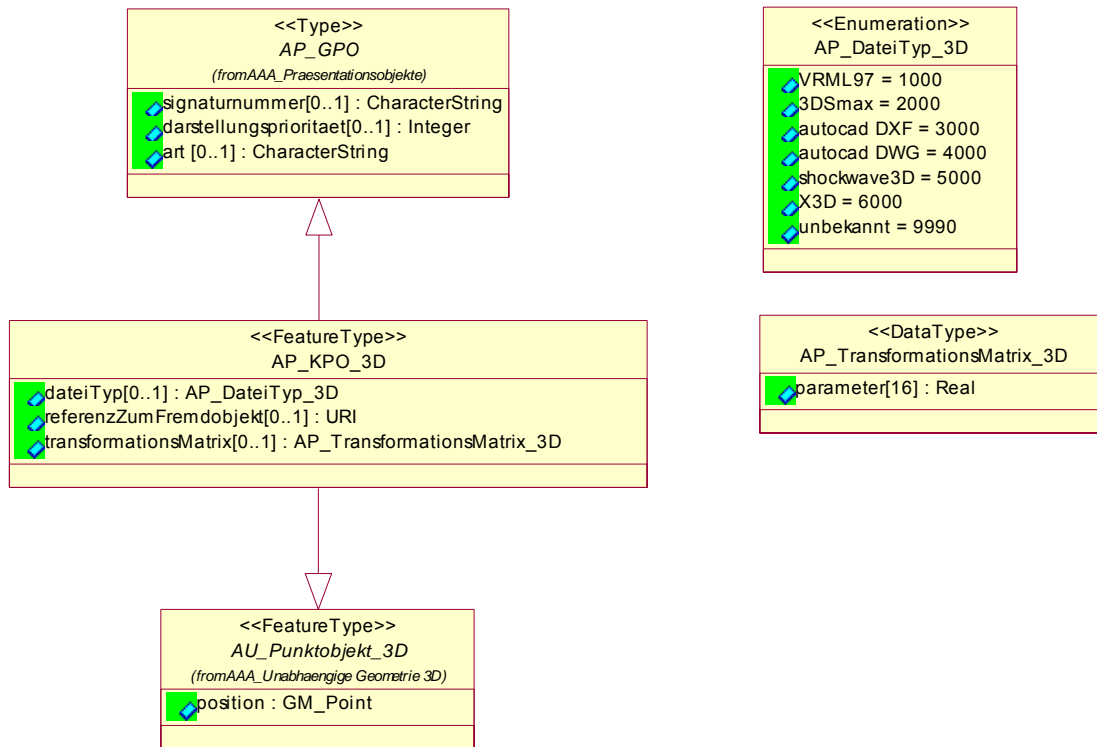 <<Type>>
AP_GPO
(fromAAA_Praesentationsobjekte)
signaturnummer[0..1] : CharacterString
darstellungsprioritaet[0..1] : Integer
art [0..1] : CharacterString
<<Enumeration>>
AP_DateiTyp_3D
VRML97 = 1000
3DSmax = 2000
autocad DXF = 3000
autocad DWG = 4000
shockwave3D = 5000
X3D = 6000
unbekannt = 9990
<<FeatureType>>
AP_KPO_3D
dateiTyp[0..1] : AP_DateiTyp_3D
referenzZumFremdobjekt[0..1] : URI
transformationsMatrix[0..1] : AP_TransformationsMatrix_3D
<<DataType>>
AP_TransformationsMatrix_3D
parameter[16] : Real
<<FeatureType>>
AU_Punktobjekt_3D
(fromAAA_Unabhaengige Geometrie 3D)
position : GM_Point